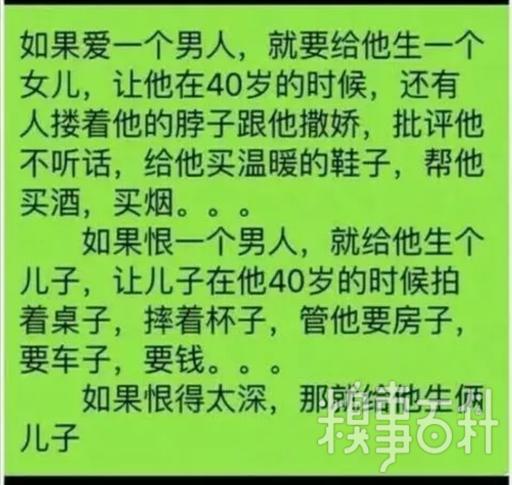 如果爱一个男人，就要给他生一个
女儿，让他在40岁的时候，还有
人搂着他的脖子跟他撒娇，批评他
不听话，给他买温暖的鞋子，帮他
买酒，买烟。。。
如果恨一个男人，就给他生个
儿子，让儿子在他40岁的时候拍
着桌子，摔着杯子，管他要房子，
要车子，要钱。。。
如果恨得太深，那就给他生俩
儿子
糗事百科